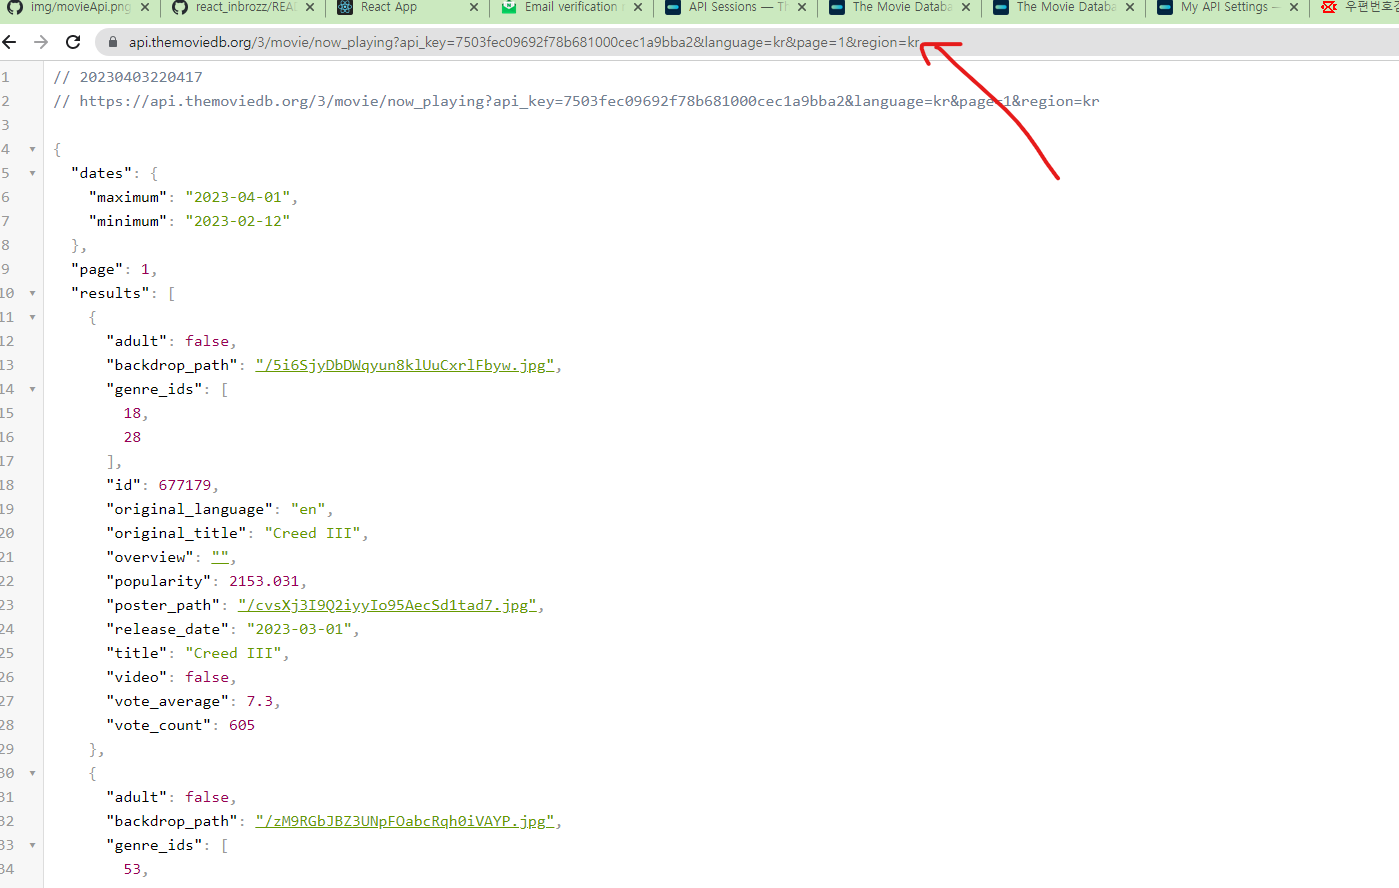 img/movieApi.png
react_inbrozz/REA
React App
Email verification
API Sessions — Th
The Movie Databa
The Movie Databa
My API Settings —
우편번호
api.themoviedb.org/3/movie/now_playing?api_key=7503fec09692f78b681000cec1a9bba2&language=kr&page=1&region=kr
1 // 20230403220417
2 // https://api.themoviedb.org/3/movie/now_playing?api_key=7503fec09692f78b681000cec1a9bba2&language=kr&page=1&region=kr
3
4 {
5 "dates": {
6 "maximum": "2023-04-01",
7 "minimum": "2023-02-12"
8 },
9 "page": 1,
10 "results": [
11 {
12 "adult": false,
13 "backdrop_path": "/5i6SjyDbDWqyun8klUuCxrlFbyw.jpg",
14 "genre_ids": [
15 18,
16 28
17 ],
18 "id": 677179,
19 "original_language": "en",
20 "original_title": "Creed III",
21 "overview": "",
22 "popularity": 2153.031,
23 "poster_path": "/cvsXj3I9Q2iyyIo95AecSd1tad7.jpg",
24 "release_date": "2023-03-01",
25 "title": "Creed III",
26 "video": false,
27 "vote_average": 7.3,
28 "vote_count": 605
29 },
30 {
31 "adult": false,
32 "backdrop_path": "/zM9RGbJBZ3UNpFOabcRqh0iVAYP.jpg",
33 "genre_ids": [
34 53,